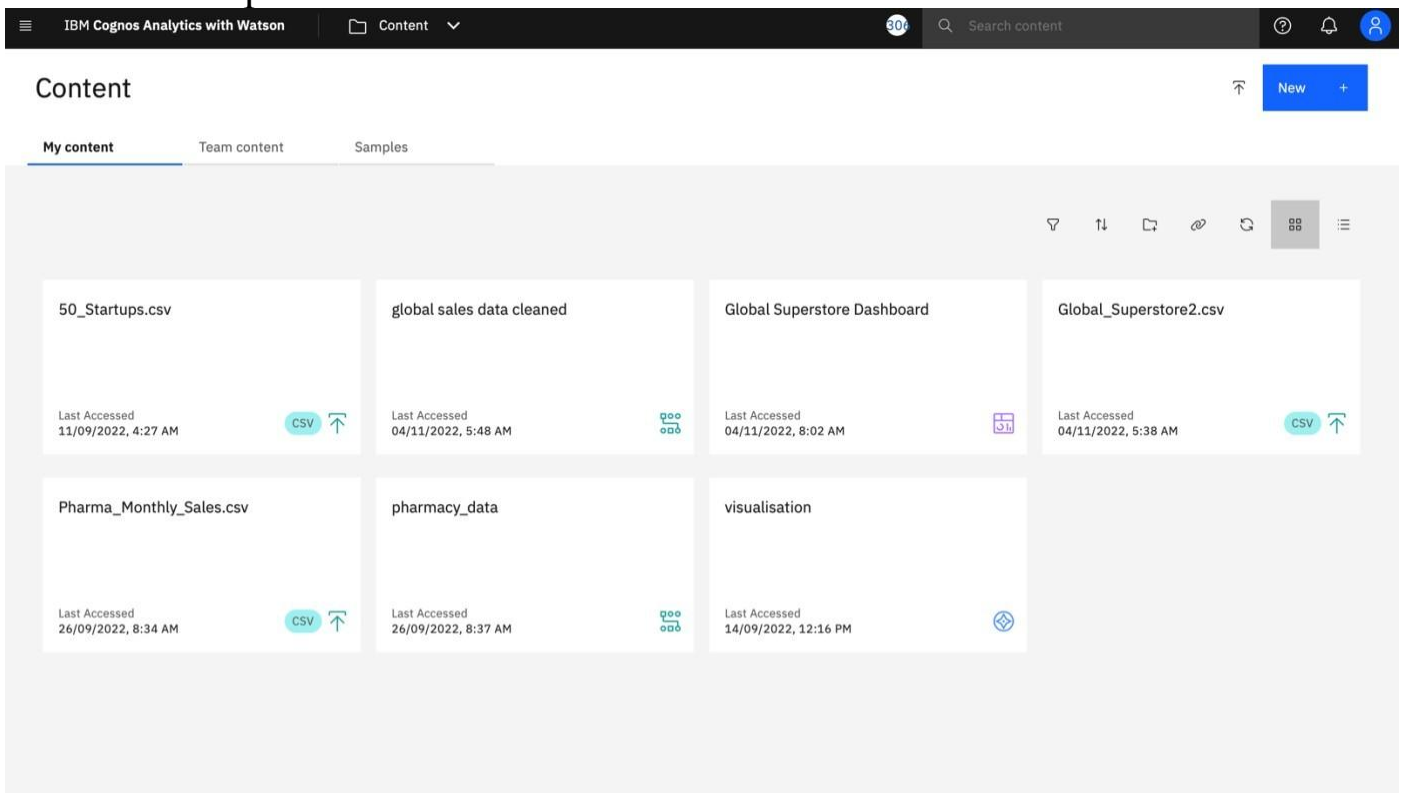 IBM Cognos Analytics with Watson
Content
306
Search content
Content
New +
My content
Team content
Samples
50_Startups.csv
Last Accessed
11/09/2022, 4:27 AM
CSV
global sales data cleaned
Last Accessed
04/11/2022, 5:48 AM
Global Superstore Dashboard
Last Accessed
04/11/2022, 8:02 AM
Global_Superstore2.csv
Last Accessed
04/11/2022, 5:38 AM
CSV
Pharma_Monthly_Sales.csv
Last Accessed
26/09/2022, 8:34 AM
CSV
pharmacy_data
Last Accessed
26/09/2022, 8:37 AM
visualisation
Last Accessed
14/09/2022, 12:16 PM